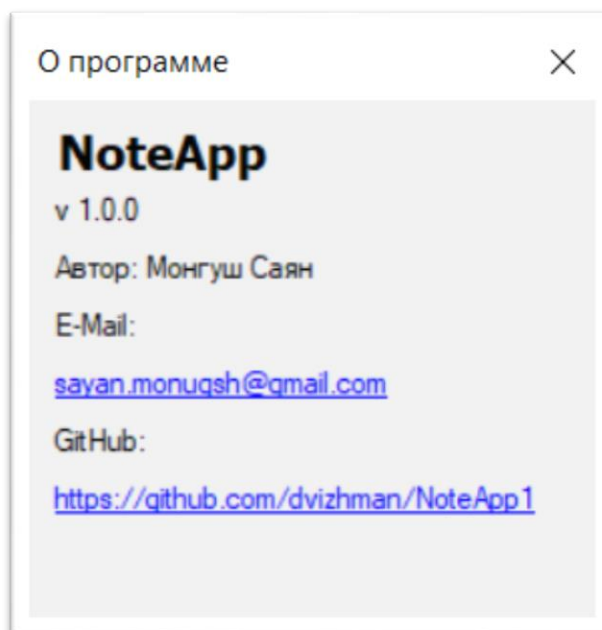 О программе
NoteApp
v 1.0.0
Автор: Монгуш Саян
E-Mail:
sayan.monugsh@gmail.com
GitHub:
https://github.com/dvizhman/NoteApp1